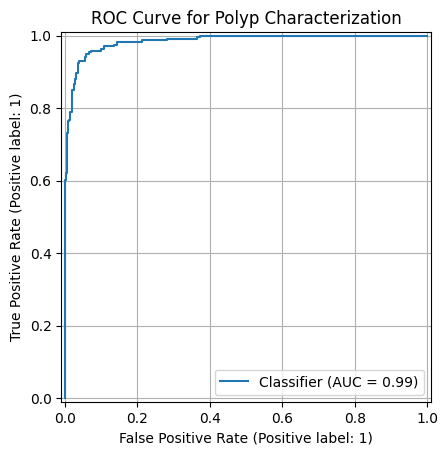 ROC Curve for Polyp Characterization
True Positive Rate (Positive label: 1)
1.0
0.8
0.6
0.4
0.2
0.0
0.0 0.2 0.4 0.6 0.8 1.0
Classifier (AUC = 0.99)
False Positive Rate (Positive label: 1)